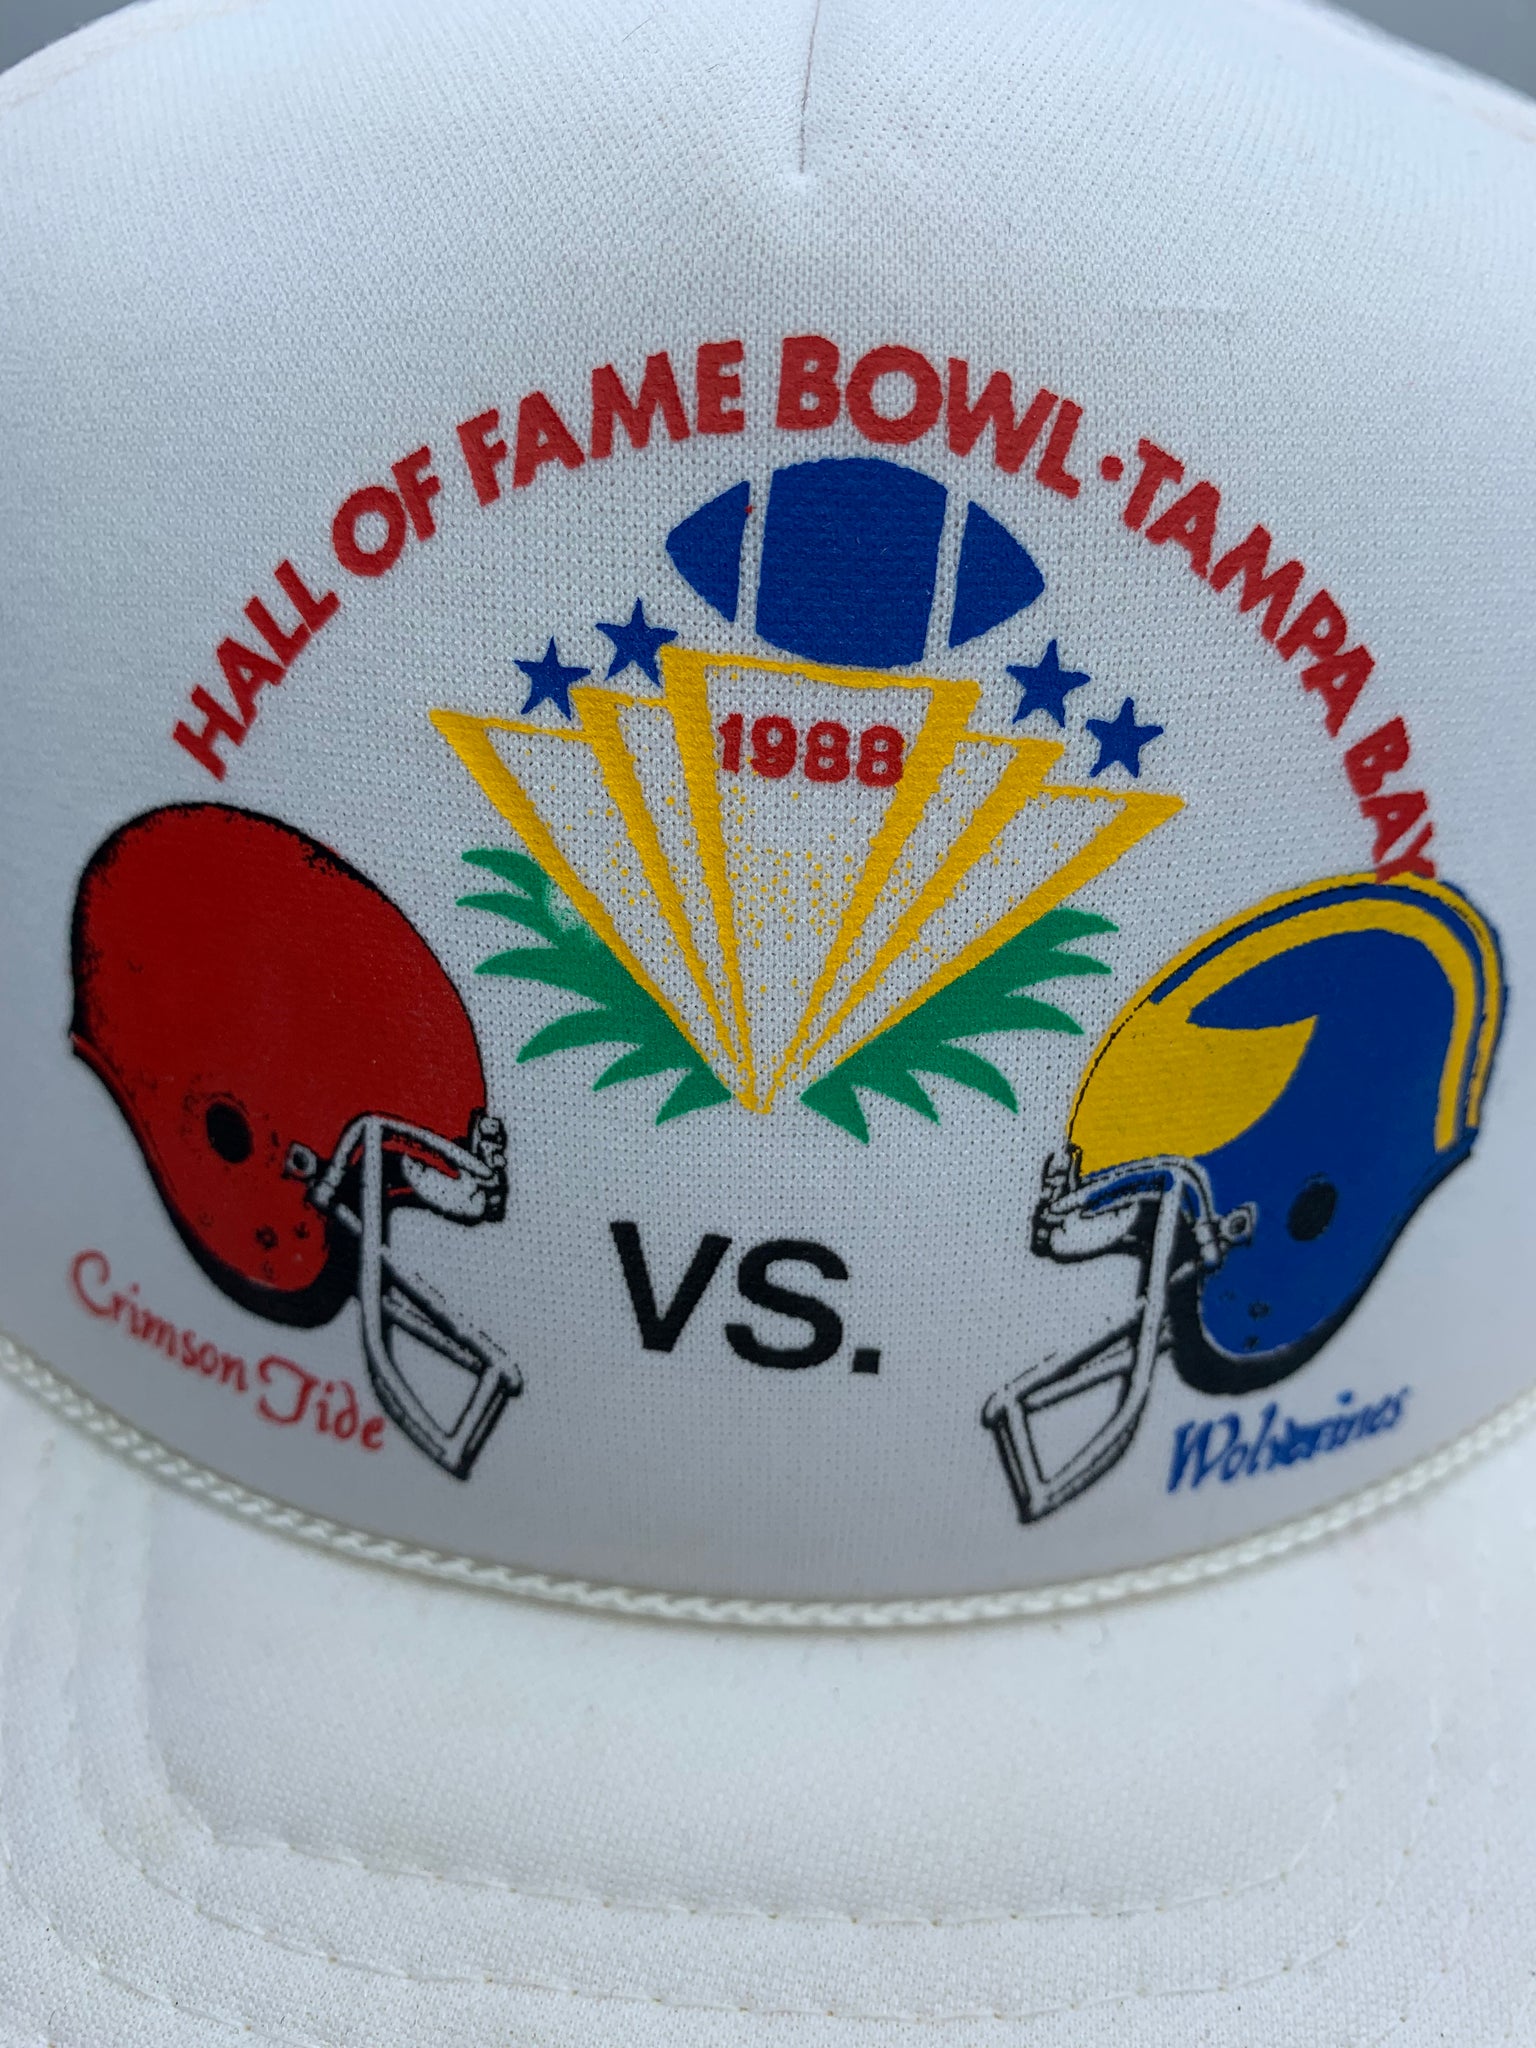 HALL OF FAME BOWL • TAMPA BAY
1988
VS.
Crimson Tide
Wolverines